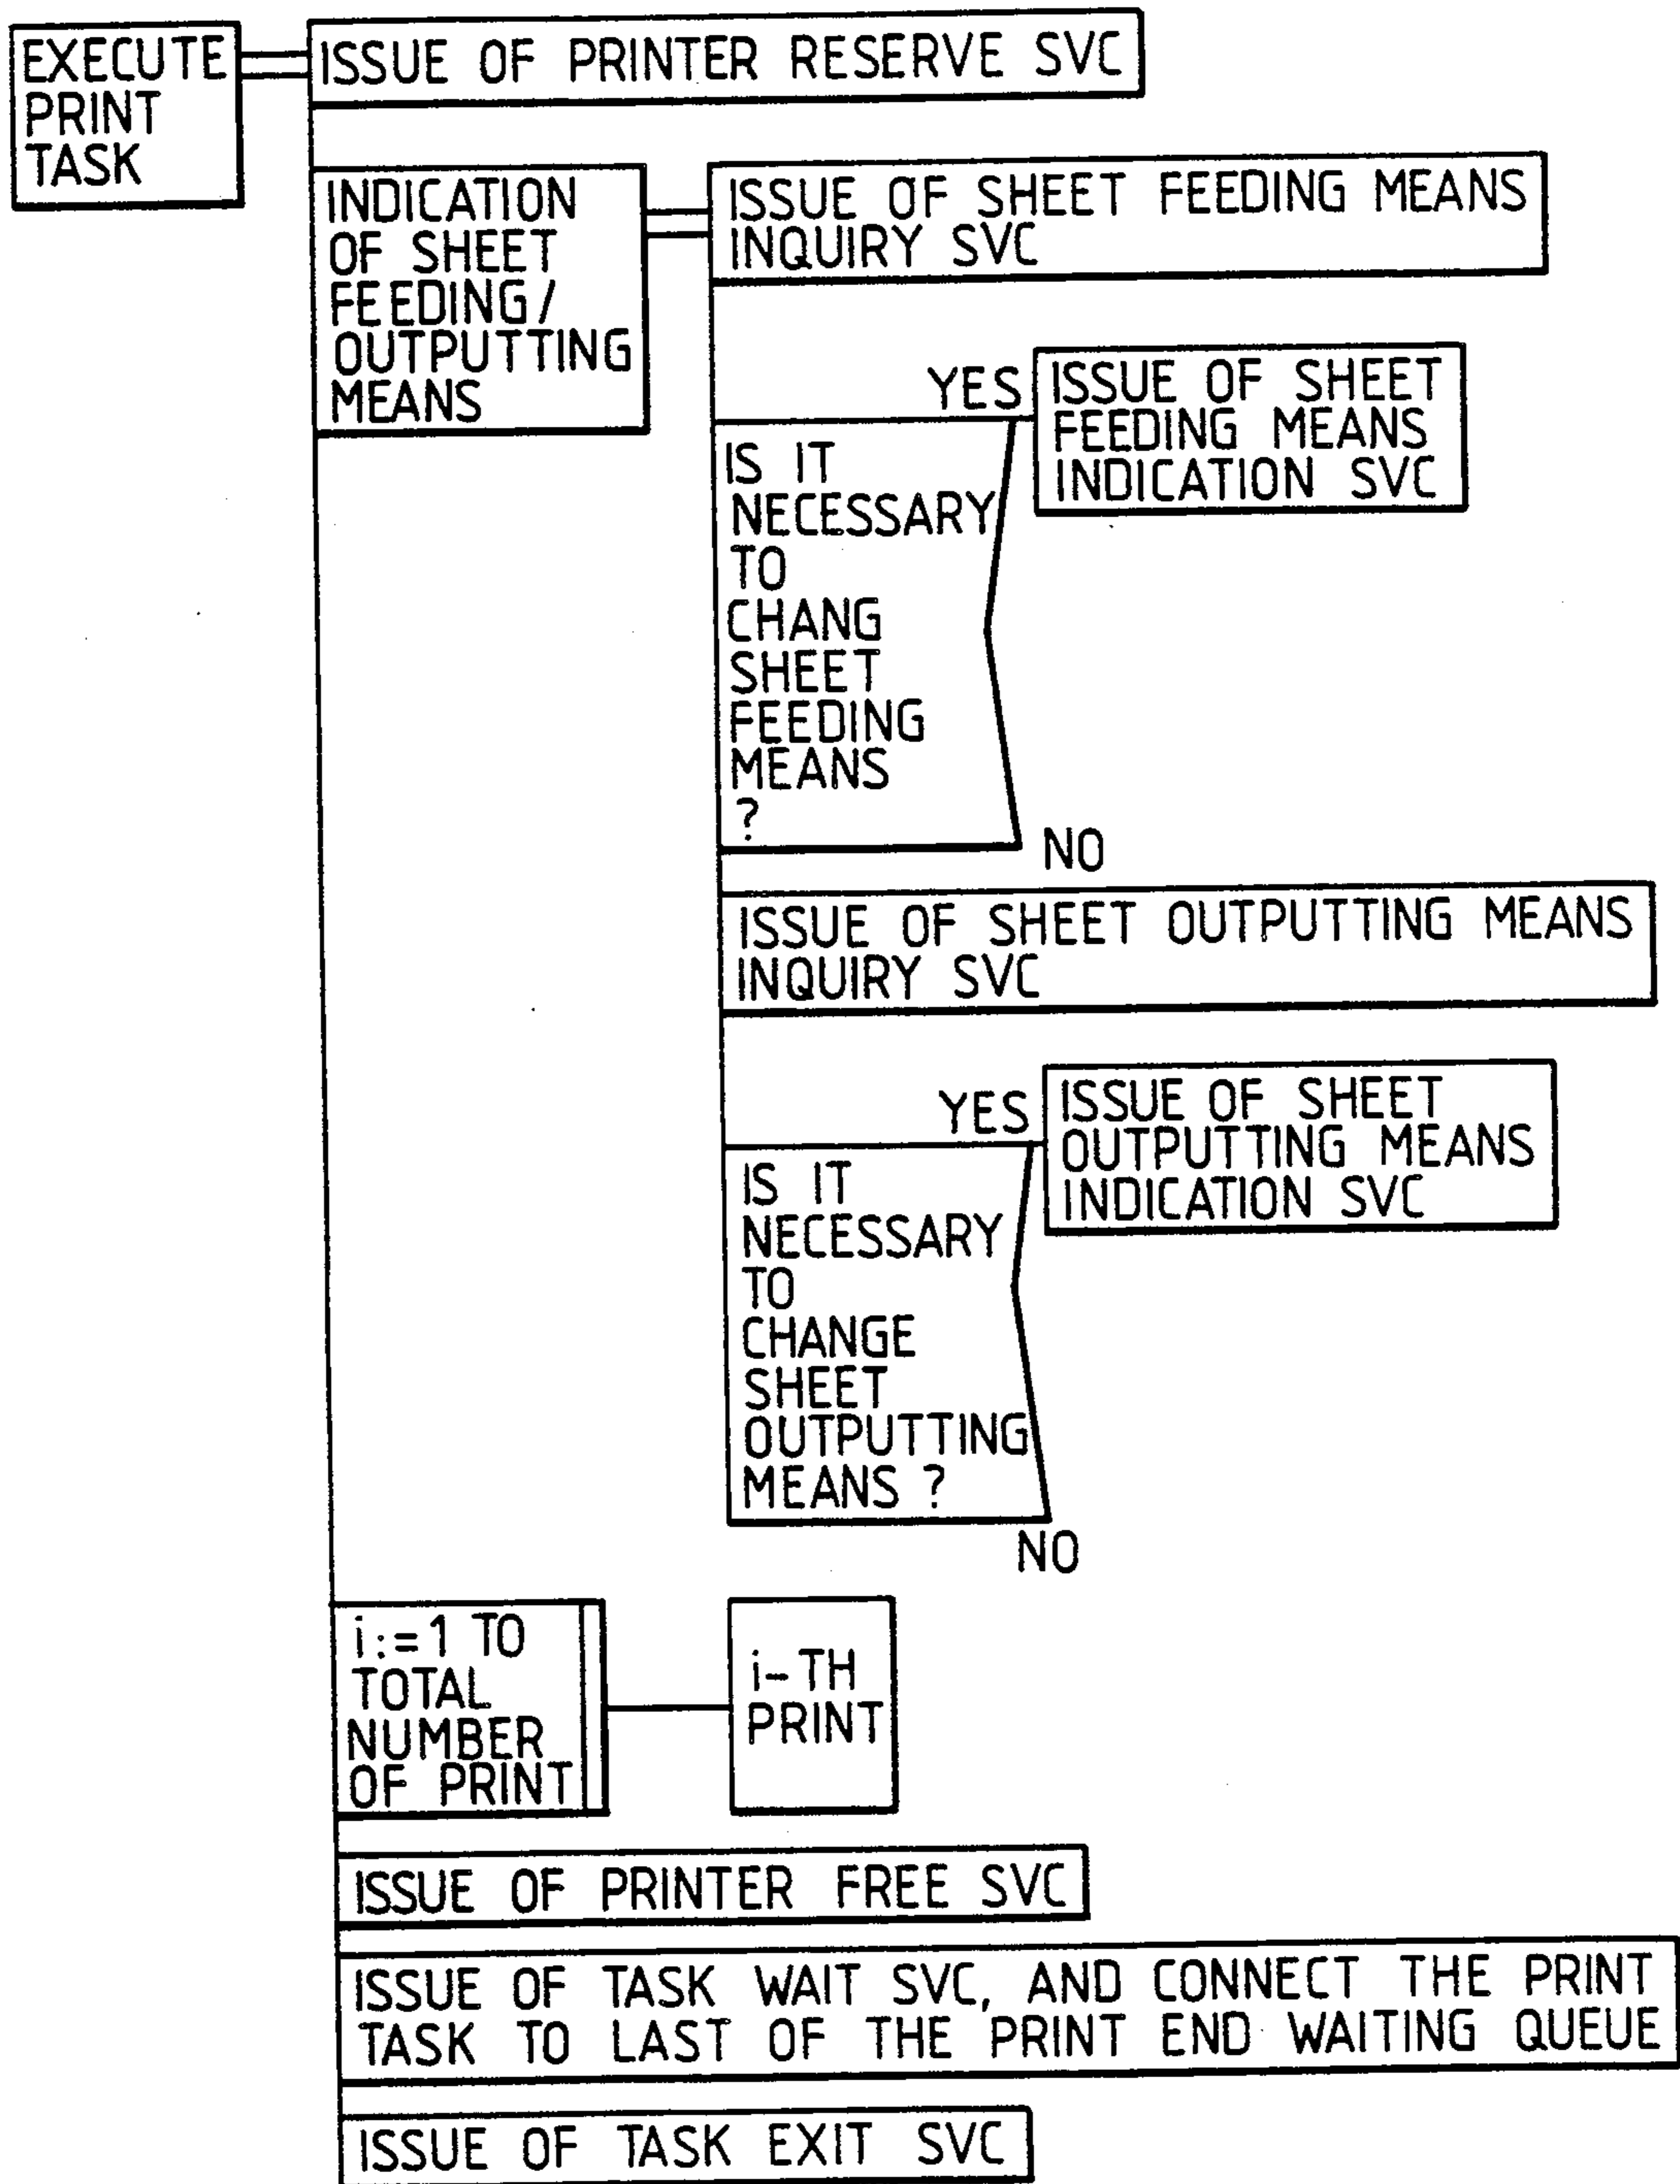 EXECUTE
PRINT
TASK
ISSUE OF PRINTER RESERVE SVC
INDICATION
OF SHEET
FEEDING/
OUTPUTTING
MEANS
ISSUE OF SHEET FEEDING MEANS
INQUIRY SVC
YES
ISSUE OF SHEET
FEEDING MEANS
INDICATION SVC
IS IT
NECESSARY
TO
CHANG
SHEET
FEEDING
MEANS
?
NO
ISSUE OF SHEET OUTPUTTING MEANS
INQUIRY SVC
YES
ISSUE OF SHEET
OUTPUTTING MEANS
INDICATION SVC
IS IT
NECESSARY
TO
CHANGE
SHEET
OUTPUTTING
MEANS ?
NO
i:=1 TO
TOTAL
NUMBER
OF PRINT
i-TH
PRINT
ISSUE OF PRINTER FREE SVC
ISSUE OF TASK WAIT SVC, AND CONNECT THE PRINT
TASK TO LAST OF THE PRINT END WAITING QUEUE
ISSUE OF TASK EXIT SVC